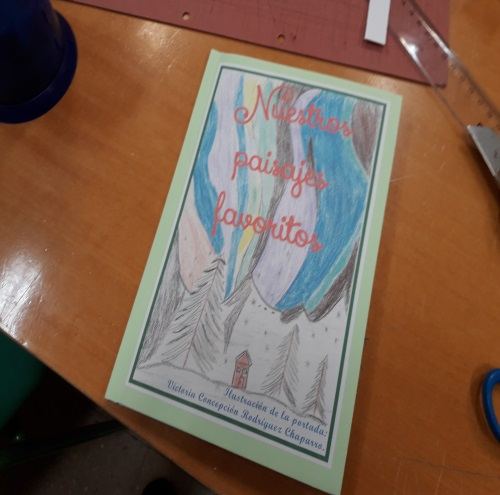 Nuestros
paisajes
favoritos
Ilustración de la portada:
Victoria Concepción Rodríguez Chaparro.